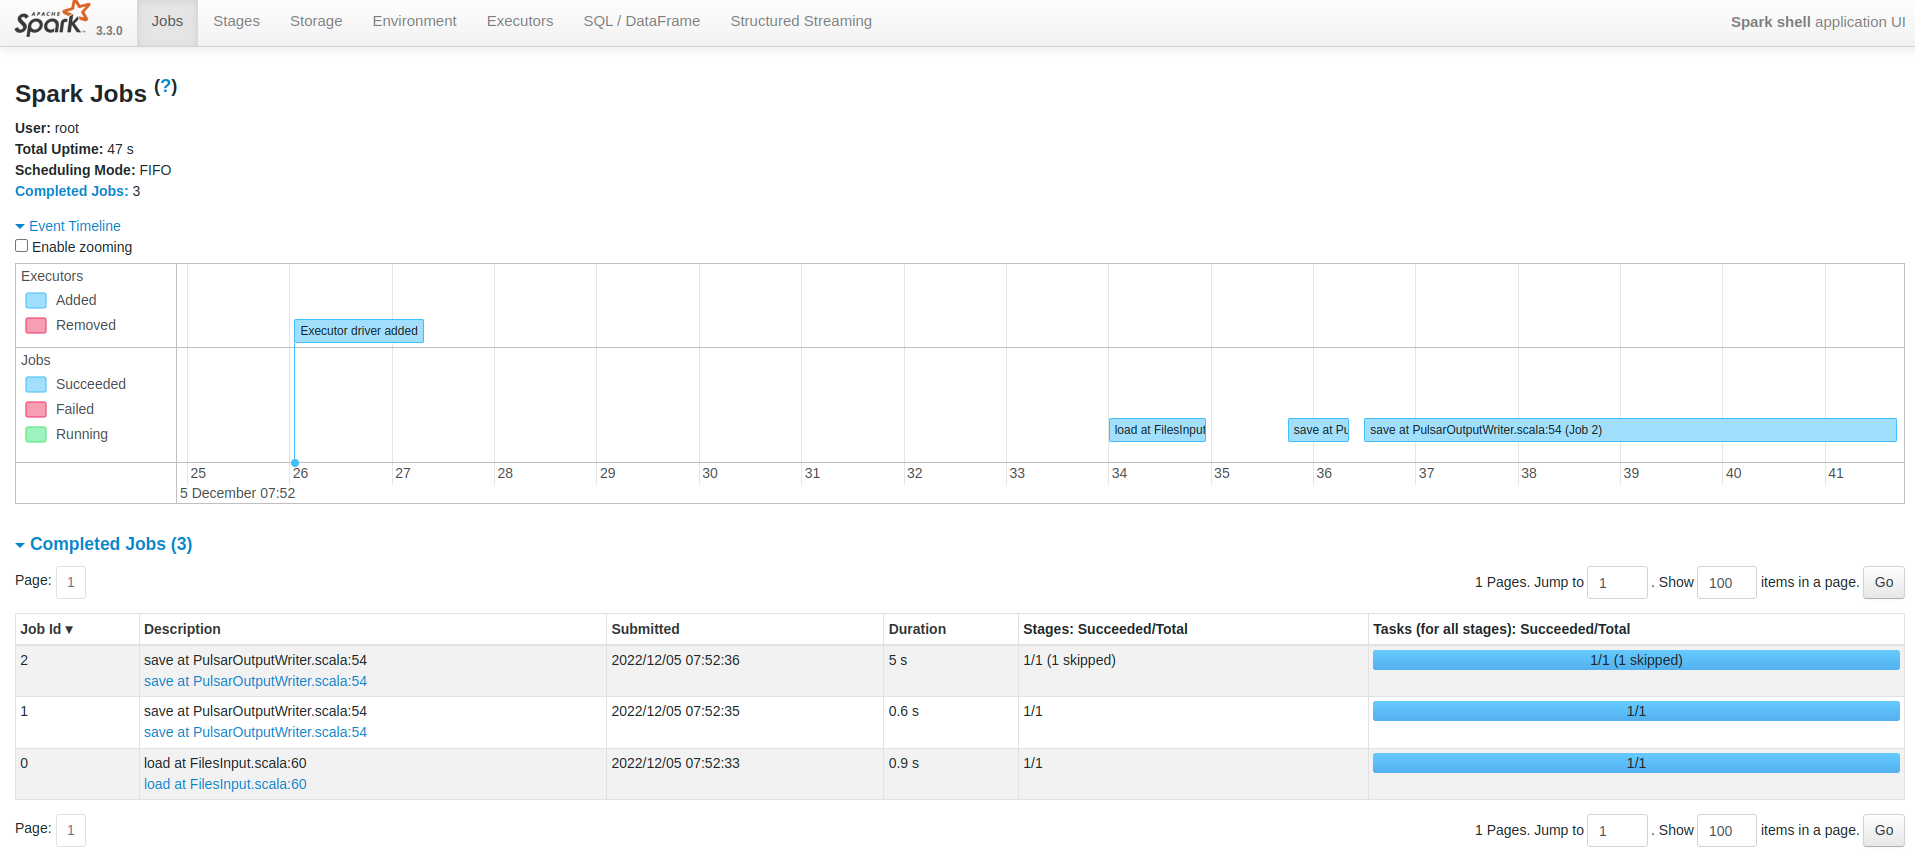 APACHE Spark 3.3.0 Jobs Stages Storage Environment Executors SQL / DataFrame Structured Streaming Spark shell application UI
Spark Jobs (?)
User: root
Total Uptime: 47 s
Scheduling Mode: FIFO
Completed Jobs: 3
Event Timeline
Enable zooming
Executors
Added
Removed
Executor driver added
Jobs
Succeeded
Failed
Running
load at FilesInput save at Pu save at PulsarOutputWriter.scala:54 (Job 2)
25 26 27 28 29 30 31 32 33 34 35 36 37 38 39 40 41
5 December 07:52
Completed Jobs (3)
Page: 1 1 Pages. Jump to 1 . Show 100 items in a page. Go
Job Id ▾ Description Submitted Duration Stages: Succeeded/Total Tasks (for all stages): Succeeded/Total
2 save at PulsarOutputWriter.scala:54 2022/12/05 07:52:36 5 s 1/1 (1 skipped) 1/1 (1 skipped)
save at PulsarOutputWriter.scala:54
1 save at PulsarOutputWriter.scala:54 2022/12/05 07:52:35 0.6 s 1/1 1/1
save at PulsarOutputWriter.scala:54
0 load at FilesInput.scala:60 2022/12/05 07:52:33 0.9 s 1/1 1/1
load at FilesInput.scala:60
Page: 1 1 Pages. Jump to 1 . Show 100 items in a page. Go